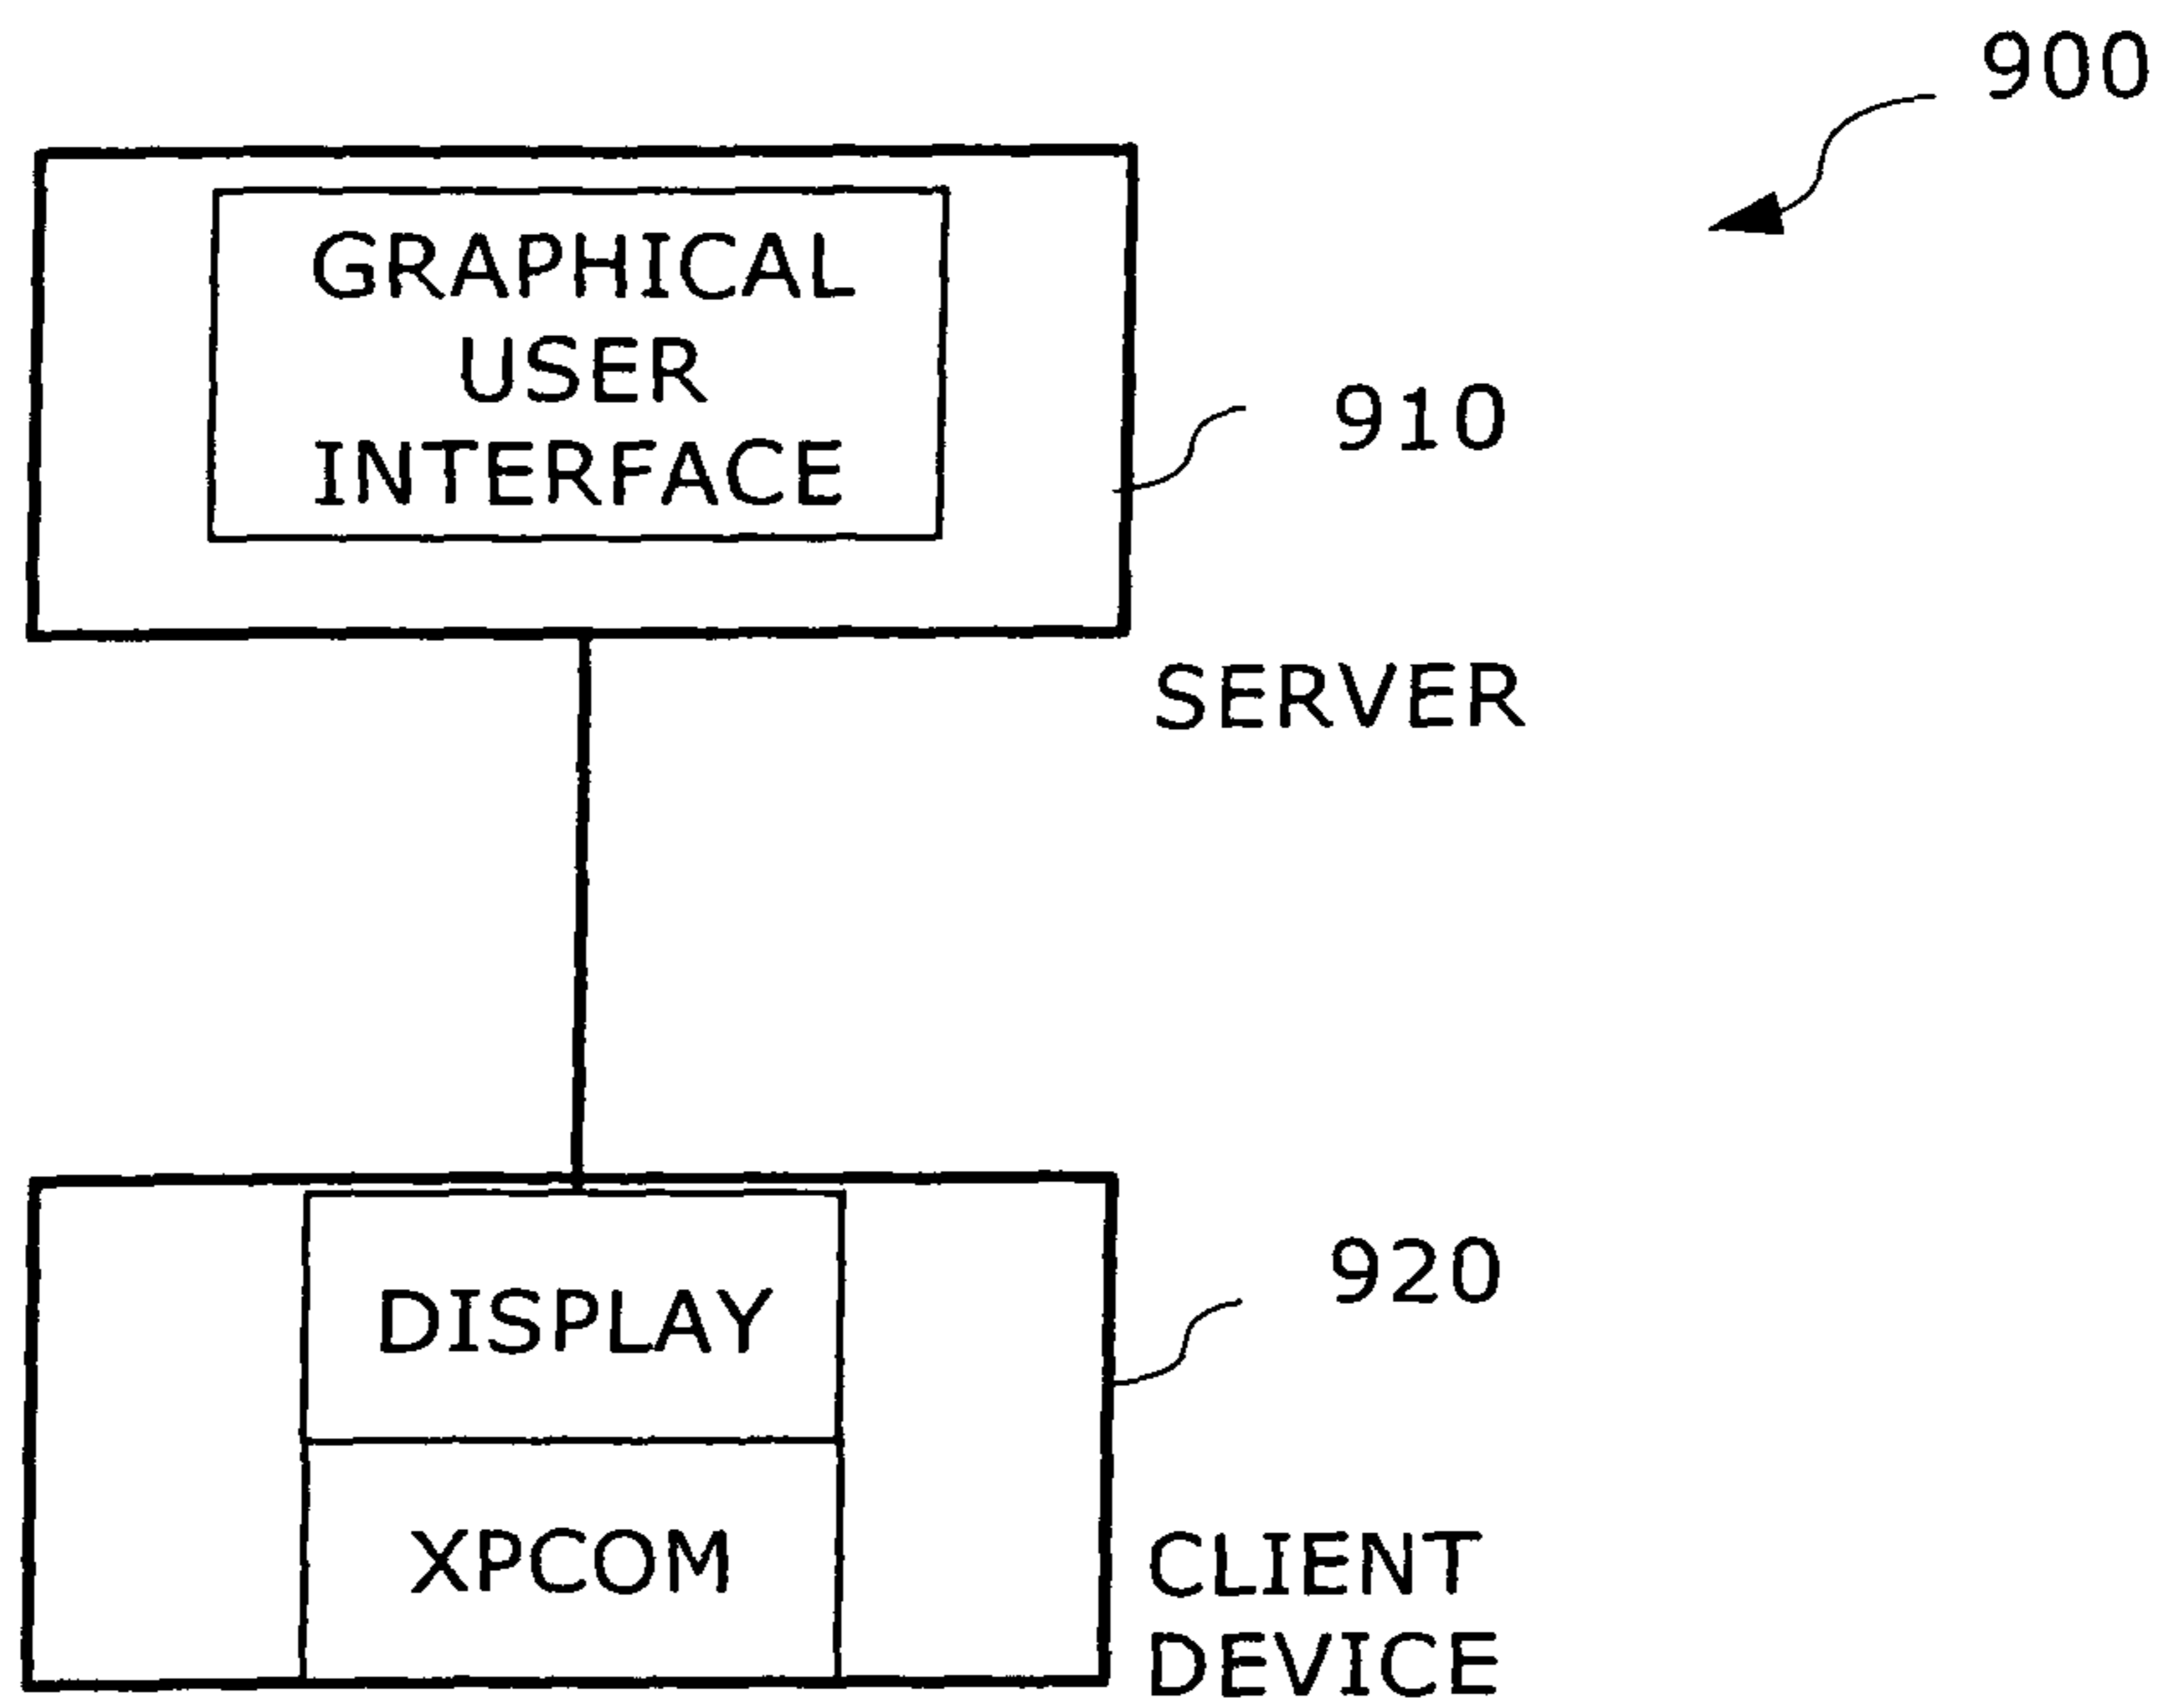 900
GRAPHICAL
USER
INTERFACE
910
SERVER
DISPLAY
920
XPCOM
CLIENT
DEVICE